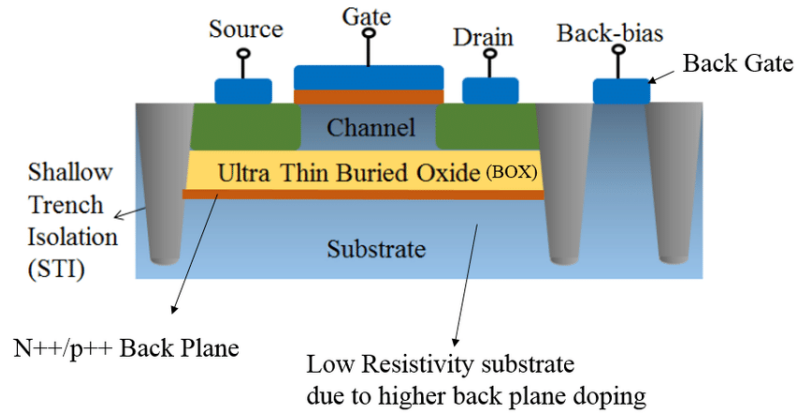 Source
Gate
Drain
Back-bias
Back Gate
Channel
Ultra Thin Buried Oxide (BOX)
Shallow
Trench
Isolation
(STI)
Substrate
N++/p++ Back Plane
Low Resistivity substrate
due to higher back plane doping